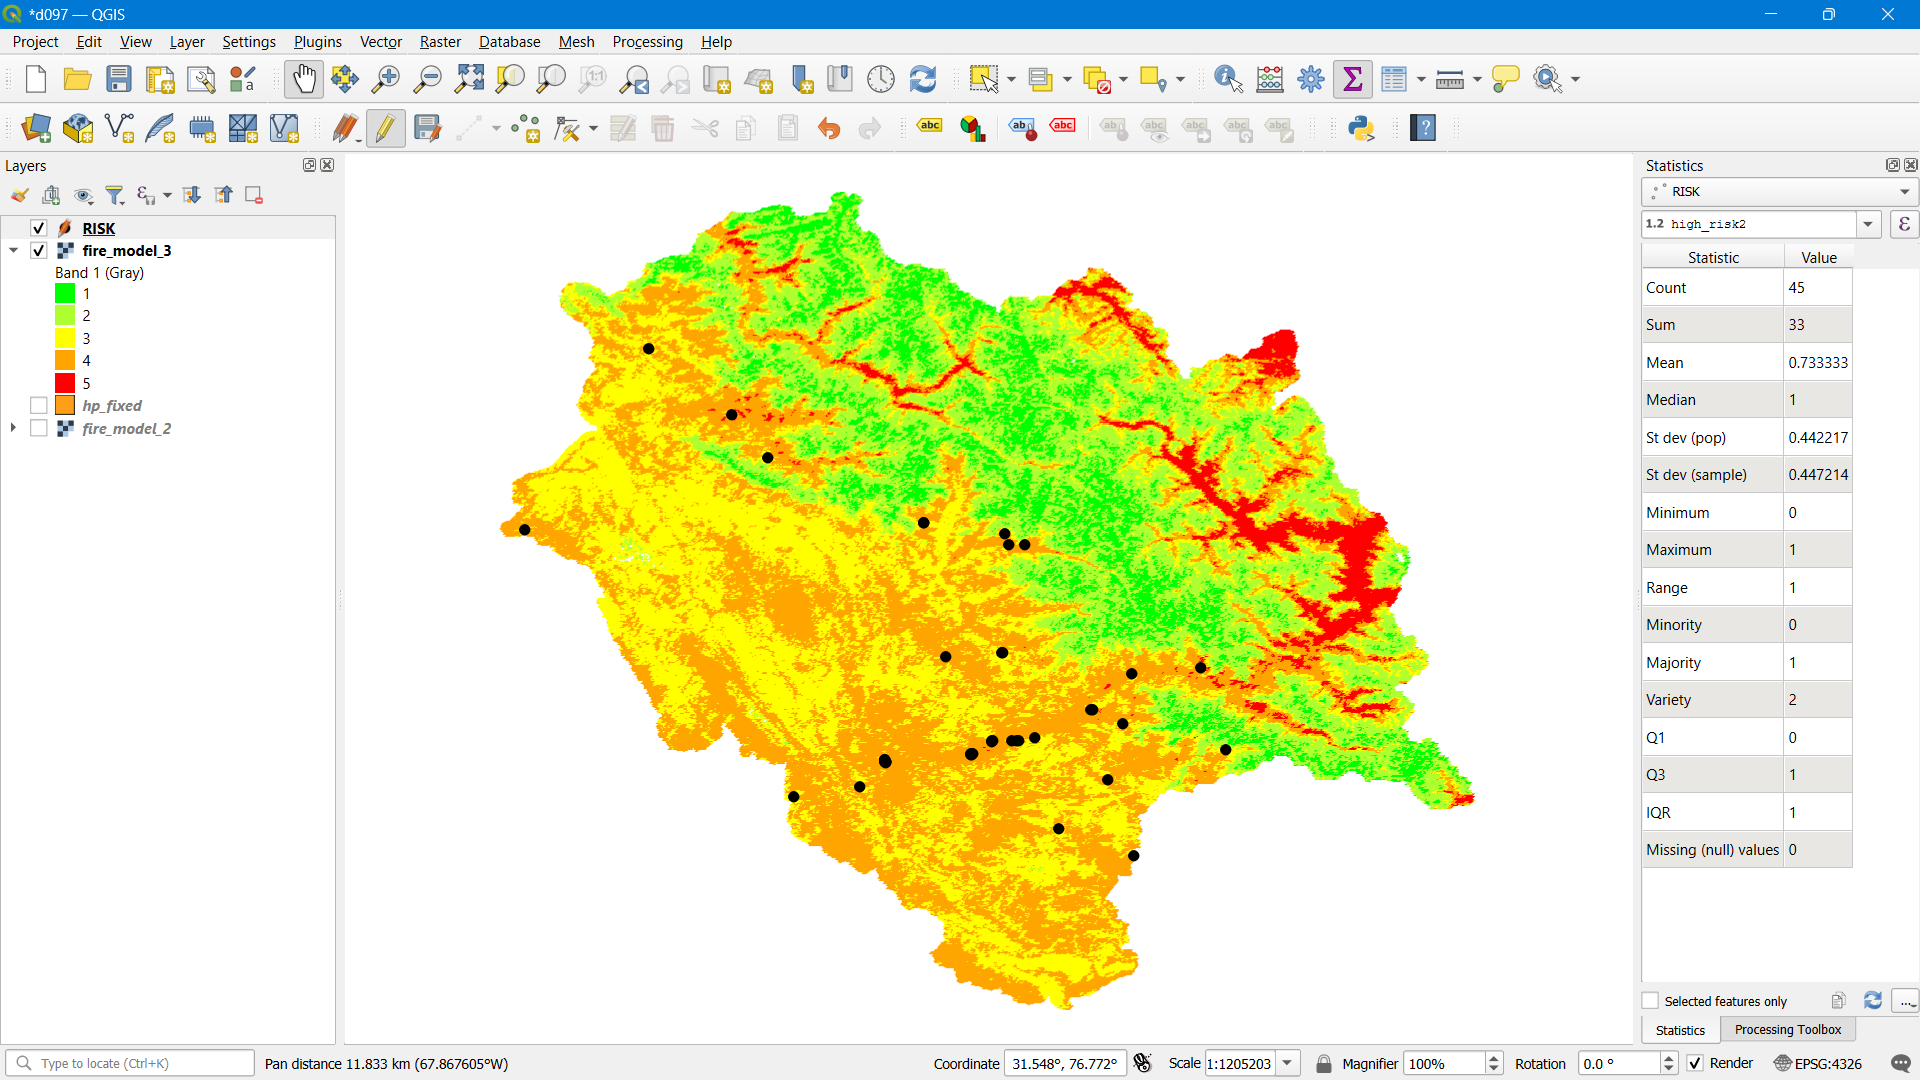 *d097 — QGIS
Project Edit View Layer Settings Plugins Vector Raster Database Mesh Processing Help
Layers
RISK
fire_model_3
Band 1 (Gray)
1
2
3
4
5
hp_fixed
fire_model_2
Statistics
RISK
1.2 high_risk2
ε
Statistic Value
Count 45
Sum 33
Mean 0.733333
Median 1
St dev (pop) 0.442217
St dev (sample) 0.447214
Minimum 0
Maximum 1
Range 1
Minority 0
Majority 1
Variety 2
Q1 0
Q3 1
IQR 1
Missing (null) values 0
Selected features only
...
Statistics Processing Toolbox
Type to locate (Ctrl+K) Pan distance 11.833 km (67.867605°W) Coordinate 31.548°, 76.772° Scale 1:1205203 Magnifier 100% Rotation 0.0 ° Render EPSG:4326